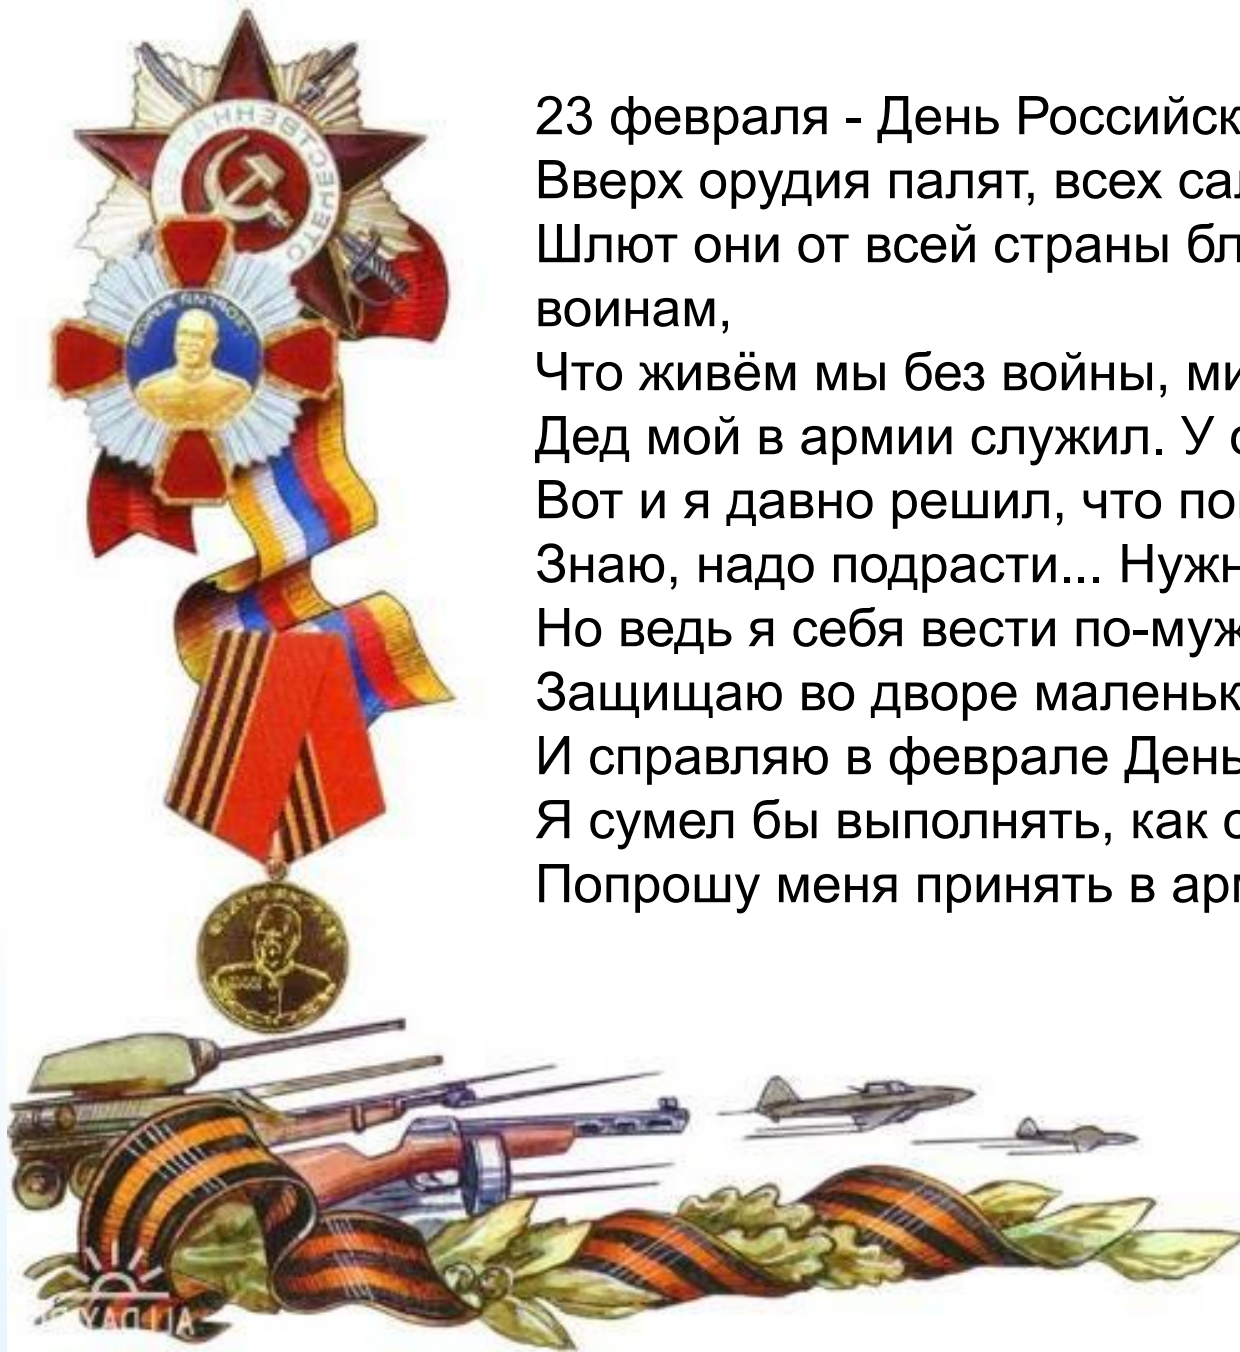 23 февраля - День Российск
Вверх орудия палят, всех сал
Шлют они от всей страны бл
воинам,
Что живём мы без войны, ми
Дед мой в армии служил. У о
Вот и я давно решил, что по
Знаю, надо подрасти... Нужн
Но ведь я себя вести по-муж
Защищаю во дворе маленьк
И справляю в феврале День
Я сумел бы выполнять, как с
Попрошу меня принять в арм